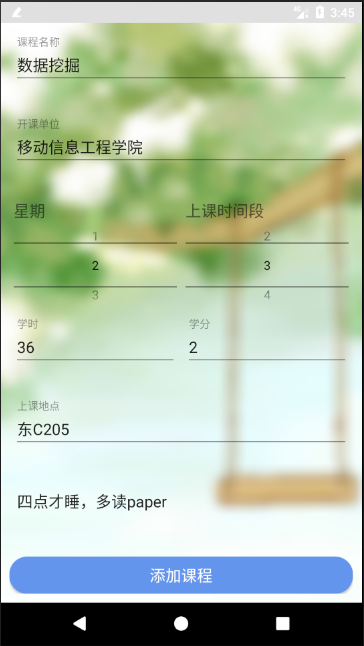 3:45
课程名称
数据挖掘
开课单位
移动信息工程学院
星期 上课时间段
1 2
2 3
3 4
学时 学分
36 2
上课地点
东C205
四点才睡，多读paper
添加课程